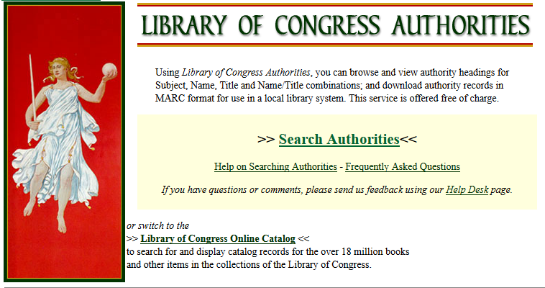 LIBRARY OF CONGRESS AUTHORITIES
Using Library of Congress Authorities, you can browse and view authority headings for
Subject, Name, Title and Name/Title combinations; and download authority records in
MARC format for use in a local library system. This service is offered free of charge.
>> Search Authorities<<
Help on Searching Authorities - Frequently Asked Questions
If you have questions or comments, please send us feedback using our Help Desk page.
or switch to the
>> Library of Congress Online Catalog <<
to search for and display catalog records for the over 18 million books
and other items in the collections of the Library of Congress.